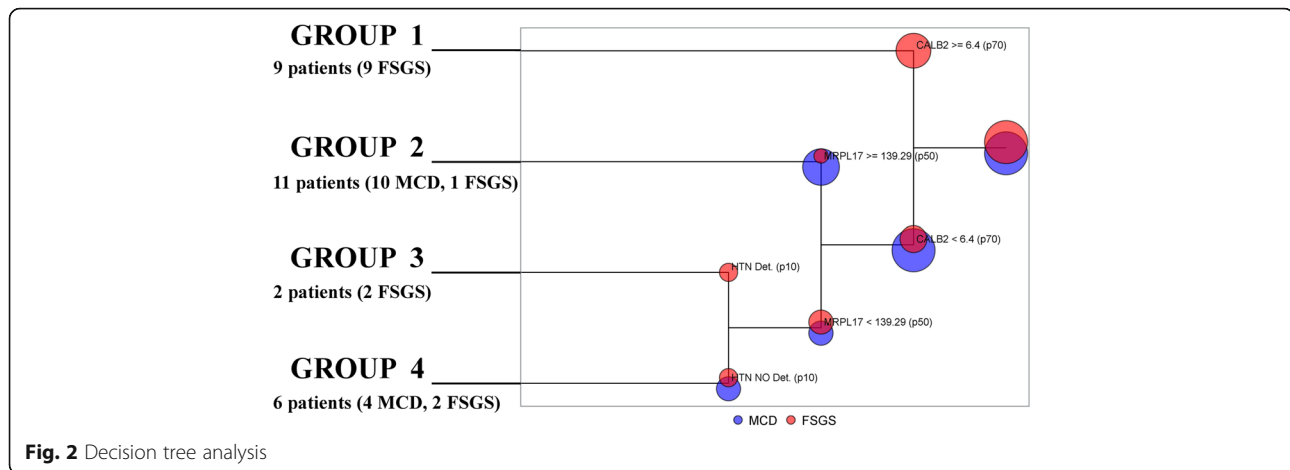 GROUP 1
9 patients (9 FSGS)
CALB2 >= 6.4 (p70)
GROUP 2
11 patients (10 MCD, 1 FSGS)
MRPL17 >= 139.29 (p50)
CALB2 < 6.4 (p70)
GROUP 3
2 patients (2 FSGS)
HTN Det. (p10)
MRPL17 < 139.29 (p50)
GROUP 4
6 patients (4 MCD, 2 FSGS)
HTN NO Det. (p10)
MCD FSGS
Fig. 2 Decision tree analysis